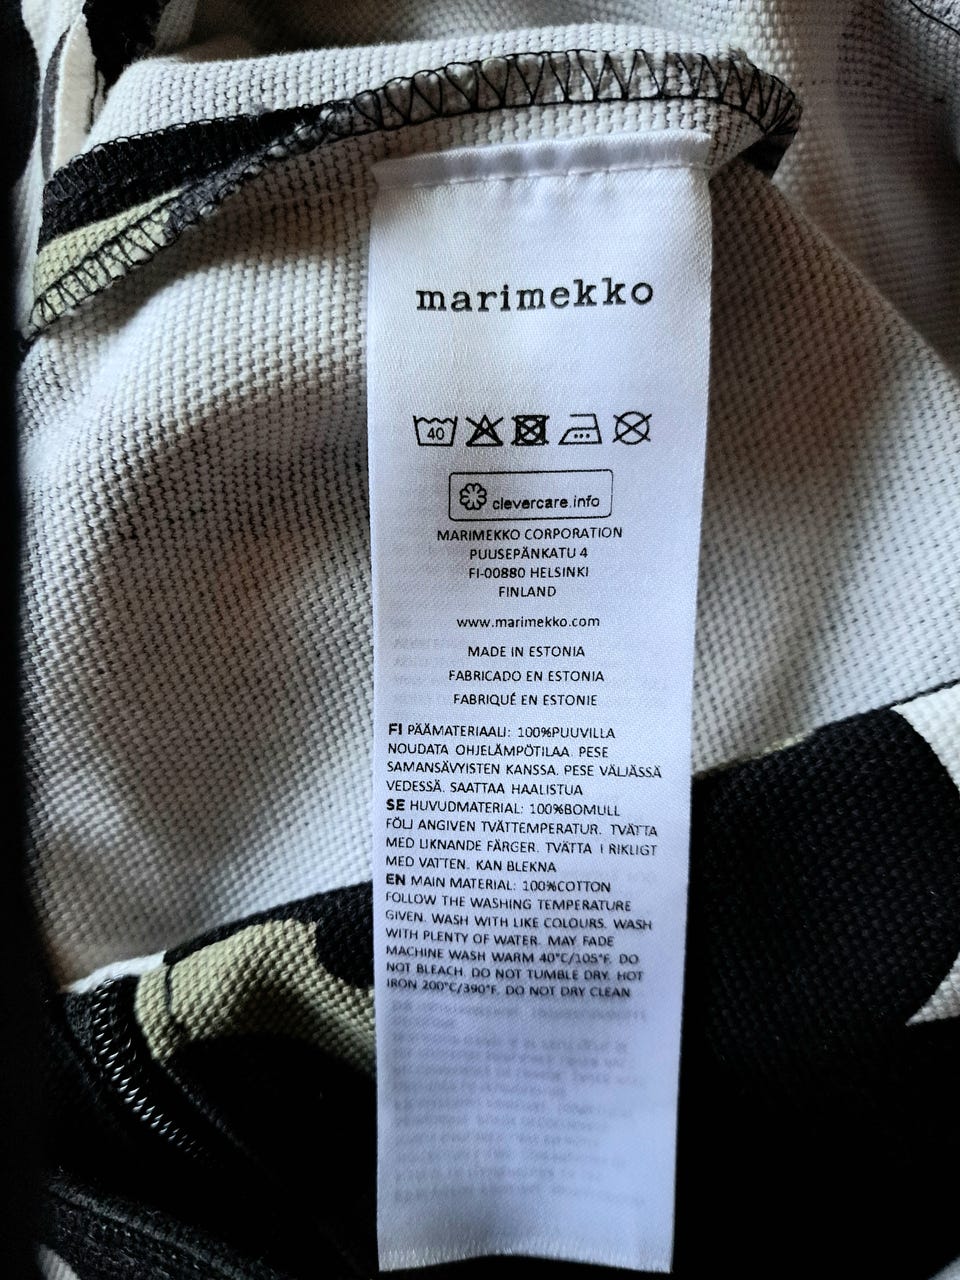 marimekko
40
clevercare.info
MARIMEKKO CORPORATION
PUUSEPÄNKATU 4
FI-00880 HELSINKI
FINLAND
www.marimekko.com
MADE IN ESTONIA
FABRICADO EN ESTONIA
FABRIQUÉ EN ESTONIE
FI PÄÄMATERIAALI: 100%PUUVILLA
NOUDATA OHJELÄMPÖTILAA. PESE
SAMANSÄVYISTEN KANSSA. PESE VÄLJÄSSÄ
VEDESSÄ. SAATTAA HAALISTUA
SE HUVUDMATERIAL: 100%BOMULL
FÖLJ ANGIVEN TVÄTTEMPERATUR. TVÄTTA
MED LIKNANDE FÄRGER. TVÄTTA I RIKLIGT
MED VATTEN. KAN BLEKNA
EN MAIN MATERIAL: 100%COTTON
FOLLOW THE WASHING TEMPERATURE
GIVEN. WASH WITH LIKE COLOURS. WASH
WITH PLENTY OF WATER. MAY FADE
MACHINE WASH WARM 40°C/105°F. DO
NOT BLEACH. DO NOT TUMBLE DRY. HOT
IRON 200°C/390°F. DO NOT DRY CLEAN